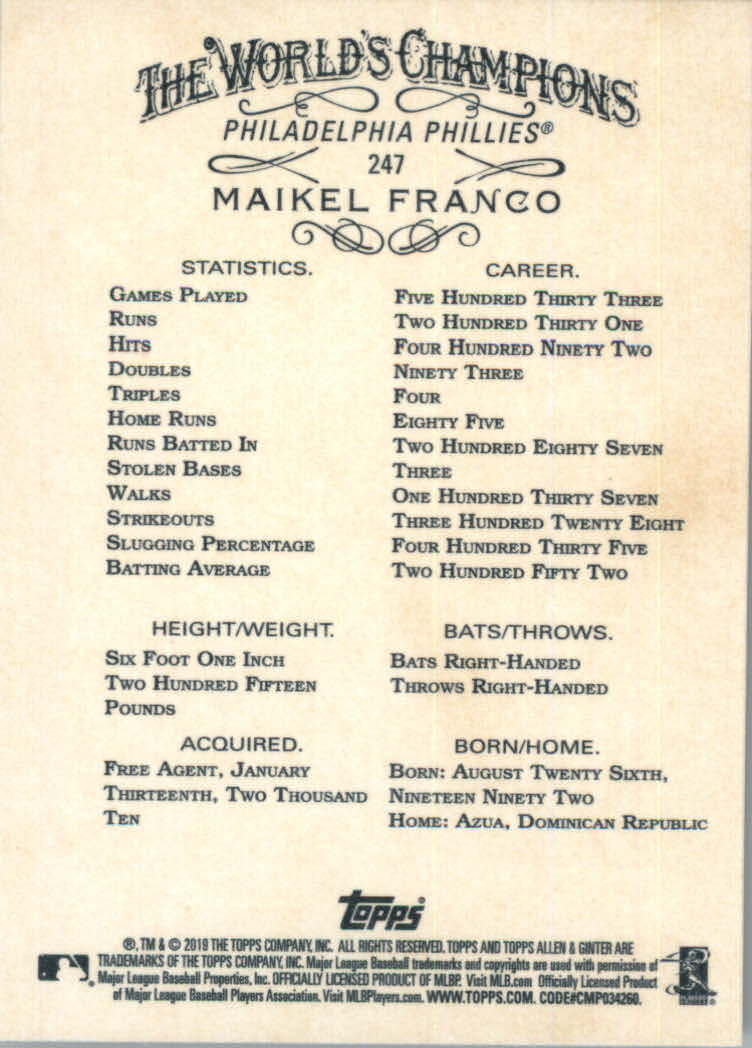 THE WORLD'S CHAMPIONS
PHILADELPHIA PHILLIES®
247
MAIKEL FRANCO
STATISTICS.
GAMES PLAYED
RUNS
HITS
DOUBLES
TRIPLES
HOME RUNS
RUNS BATTED IN
STOLEN BASES
WALKS
STRIKEOUTS
SLUGGING PERCENTAGE
BATTING AVERAGE
CAREER.
FIVE HUNDRED THIRTY THREE
TWO HUNDRED THIRTY ONE
FOUR HUNDRED NINETY TWO
NINETY THREE
FOUR
EIGHTY FIVE
TWO HUNDRED EIGHTY SEVEN
THREE
ONE HUNDRED THIRTY SEVEN
THREE HUNDRED TWENTY EIGHT
FOUR HUNDRED THIRTY FIVE
TWO HUNDRED FIFTY TWO
HEIGHT/WEIGHT.
SIX FOOT ONE INCH
TWO HUNDRED FIFTEEN
POUNDS
BATS/THROWS.
BATS RIGHT-HANDED
THROWS RIGHT-HANDED
ACQUIRED.
FREE AGENT, JANUARY
THIRTEENTH, TWO THOUSAND
TEN
BORN/HOME.
BORN: AUGUST TWENTY SIXTH,
NINETEEN NINETY TWO
HOME: AZUA, DOMINICAN REPUBLIC
topps
®, TM & © 2019 THE TOPPS COMPANY, INC. ALL RIGHTS RESERVED. TOPPS AND TOPPS ALLEN & GINTER ARE
TRADEMARKS OF THE TOPPS COMPANY, INC. Major League Baseball trademarks and copyrights are used with permission of
Major League Baseball Properties, Inc. OFFICIALLY LICENSED PRODUCT OF MLBP. Visit MLB.com Officially Licensed Product
of Major League Baseball Players Association. Visit MLBPlayers.com. WWW.TOPPS.COM. CODE#CMP034260.